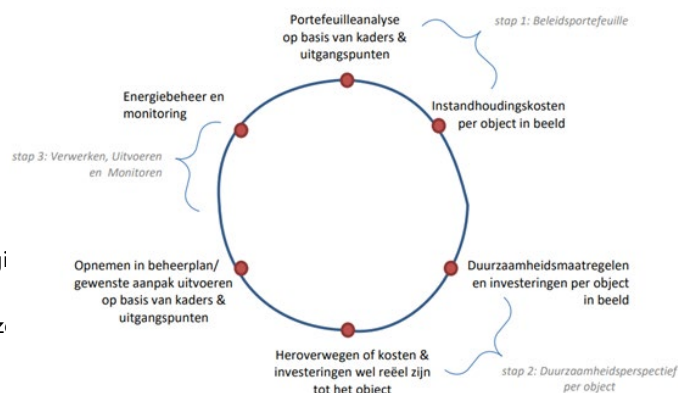 Portefeuilleanalyse
op basis van kaders &
uitgangspunten
stap 1: Beleidsportefeuille
Instandhoudingskosten
per object in beeld
Duurzaamheidsmaatregelen
en investeringen per object
in beeld
stap 2: Duurzaamheidsperspectief
per object
Heroverwegen of kosten &
investeringen wel reëel zijn
tot het object
Opnemen in beheerplan/
gewenste aanpak uitvoeren
op basis van kaders &
uitgangspunten
stap 3: Verwerken, Uitvoeren
en Monitoren
Energiebeheer en
monitoring